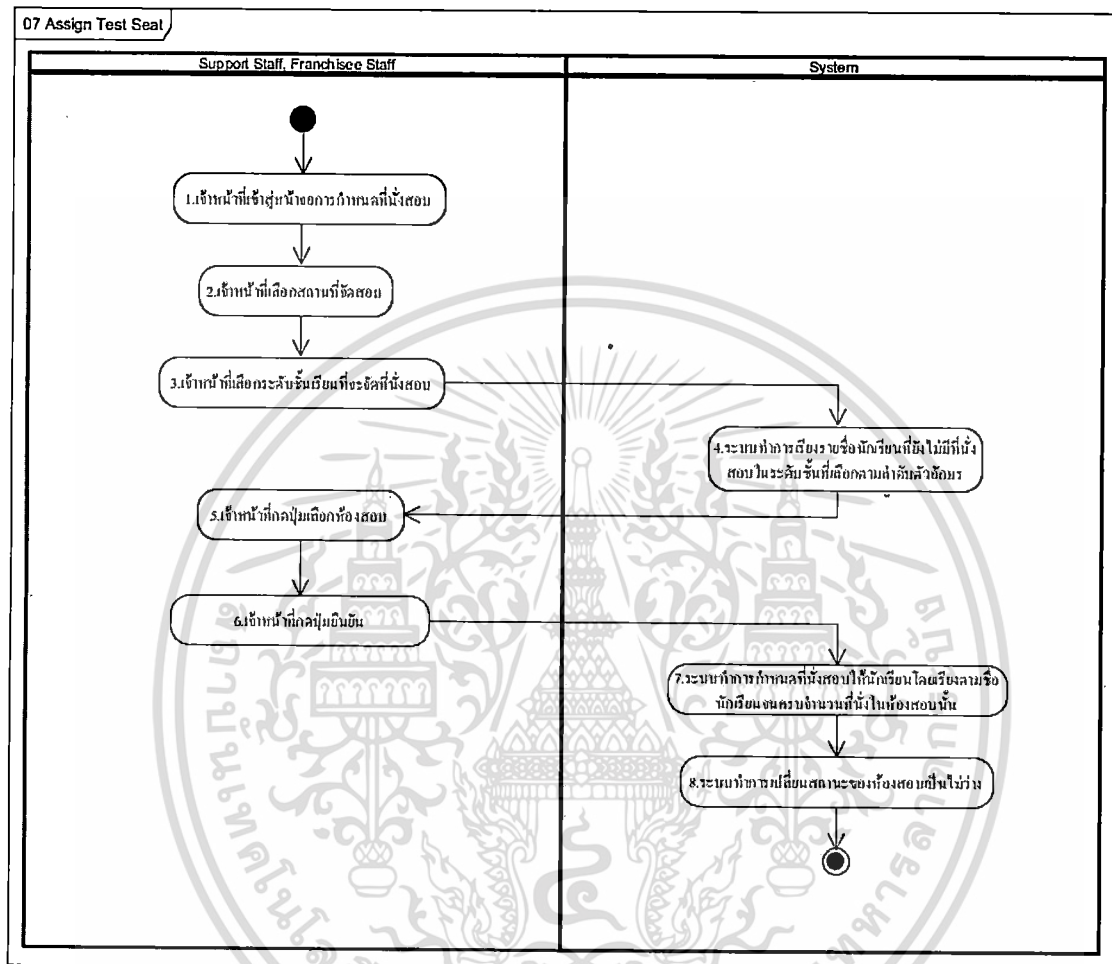 07 Assign Test Seat
Support Staff, Franchisee Staff
System
1.เจ้าหน้าที่เข้าสู่หน้าจอการกำหนดที่นั่งสอบ
2.เจ้าหน้าที่เลือกสถานที่จัดสอบ
3.เจ้าหน้าที่เลือกระดับชั้นเรียนที่จะจัดที่นั่งสอบ
4.ระบบทำการเรียงรายชื่อนักเรียนที่ยังไม่มีที่นั่ง
สอบในระดับชั้นที่เลือกตามลำดับตัวอักษร
5.เจ้าหน้าที่กดปุ่มเลือกห้องสอบ
6.เจ้าหน้าที่กดปุ่มยืนยัน
7.ระบบทำการกำหนดที่นั่งสอบให้นักเรียนโดยเรียงตามชื่อ
นักเรียนจนครบจำนวนที่นั่งในห้องสอบนั้น
8.ระบบทำการเปลี่ยนสถานะของห้องสอบเป็นไม่ว่าง